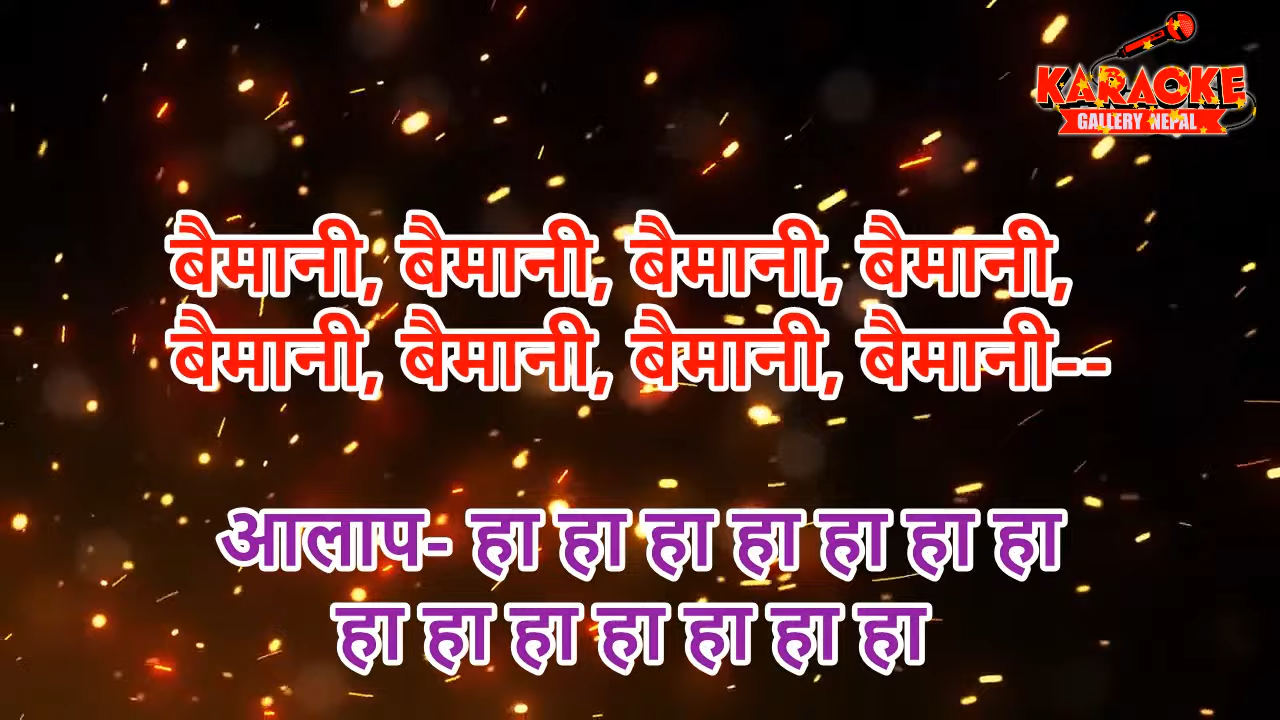 KARAOKE
GALLERY NEPAL
बैमानी, बैमानी, बैमानी, बैमानी,
बैमानी, बैमानी, बैमानी, बैमानी--
आलाप- हा हा हा हा हा हा हा
हा हा हा हा हा हा हा